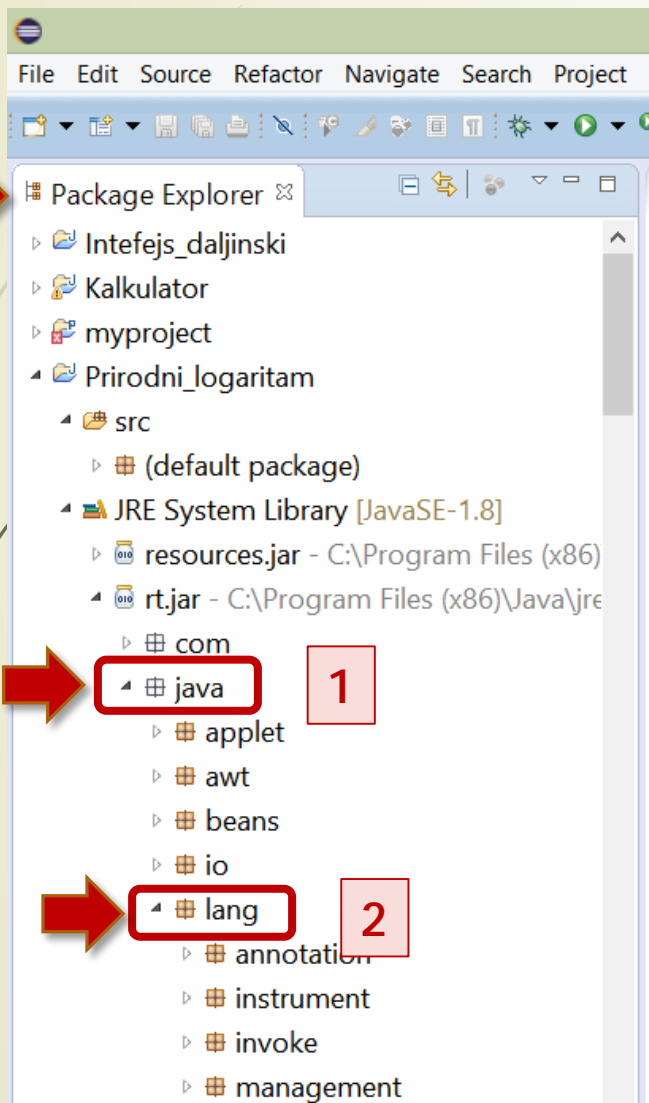 File Edit Source Refactor Navigate Search Project
Package Explorer
Intefejs_daljinski
Kalkulator
myproject
Prirodni_logaritam
src
(default package)
JRE System Library [JavaSE-1.8]
resources.jar - C:\Program Files (x86)
rt.jar - C:\Program Files (x86)\Java\jre
com
java 1
applet
awt
beans
io
lang 2
annotation
instrument
invoke
management